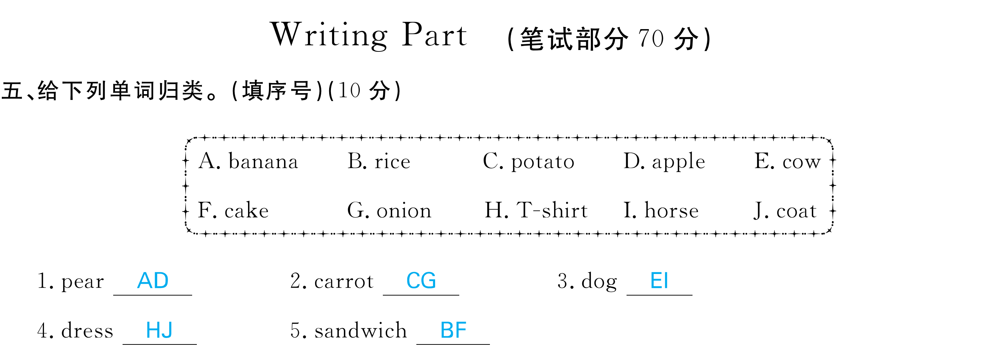 Writing Part (笔试部分 70 分)
五、给下列单词归类。(填序号)(10 分)
A. banana B. rice C. potato D. apple E. cow
F. cake G. onion H. T-shirt I. horse J. coat
1. pear AD 2. carrot CG 3. dog EI
4. dress HJ 5. sandwich BF